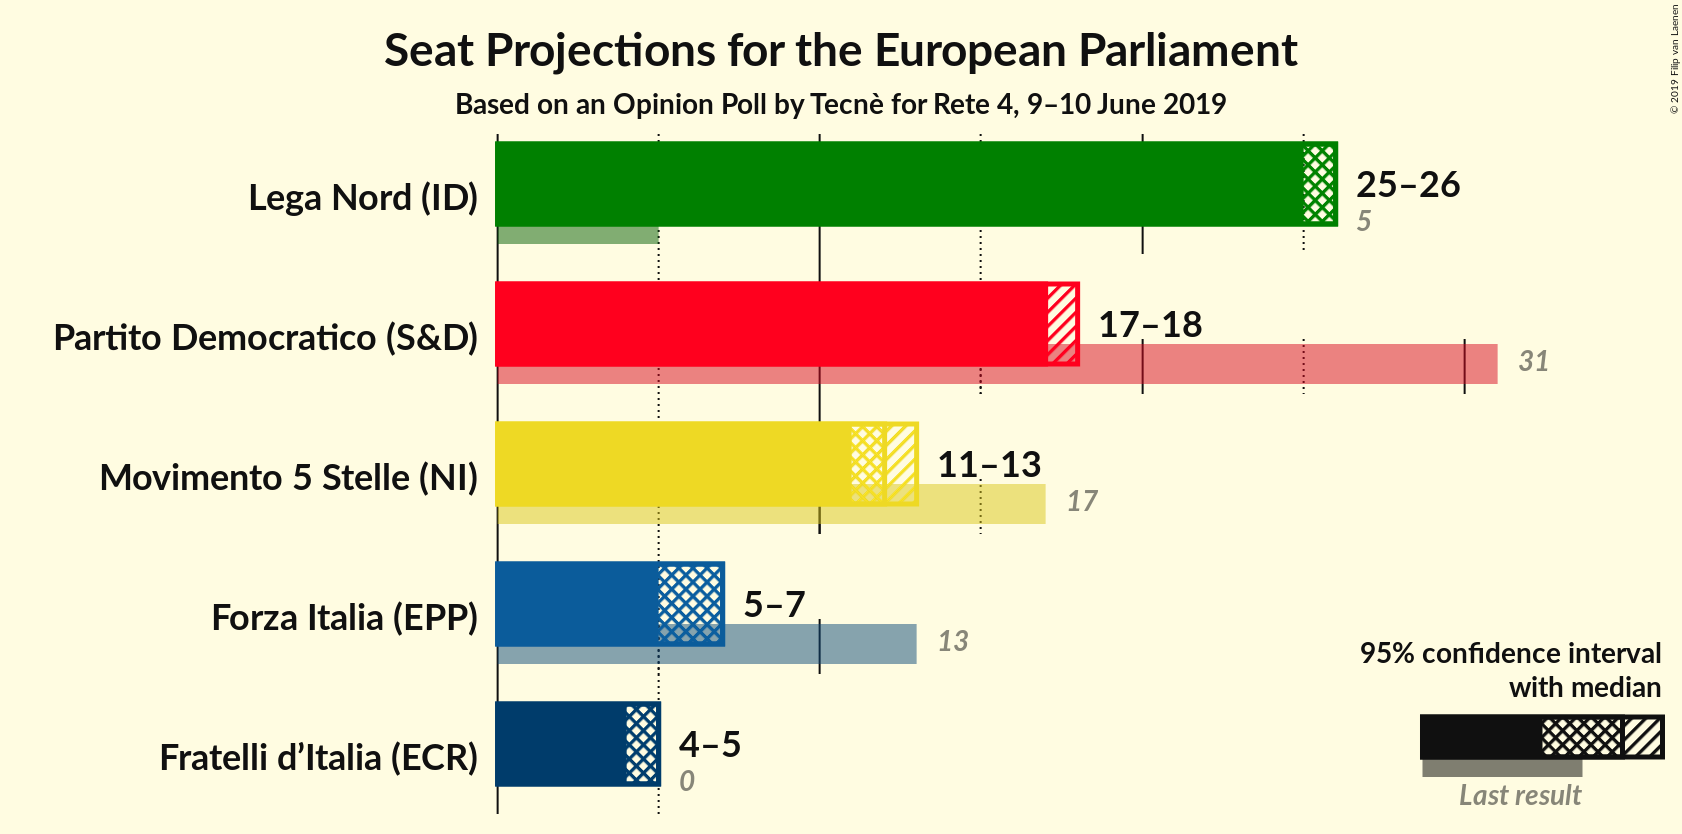 Seat Projections for the European Parliament
Based on an Opinion Poll by Tecnè for Rete 4, 9–10 June 2019
© 2019 Filip van Laenen
Lega Nord (ID)
25–26
5
Partito Democratico (S&D)
17–18
31
Movimento 5 Stelle (NI)
11–13
17
Forza Italia (EPP)
5–7
13
Fratelli d’Italia (ECR)
4–5
0
95% confidence interval
with median
Last result